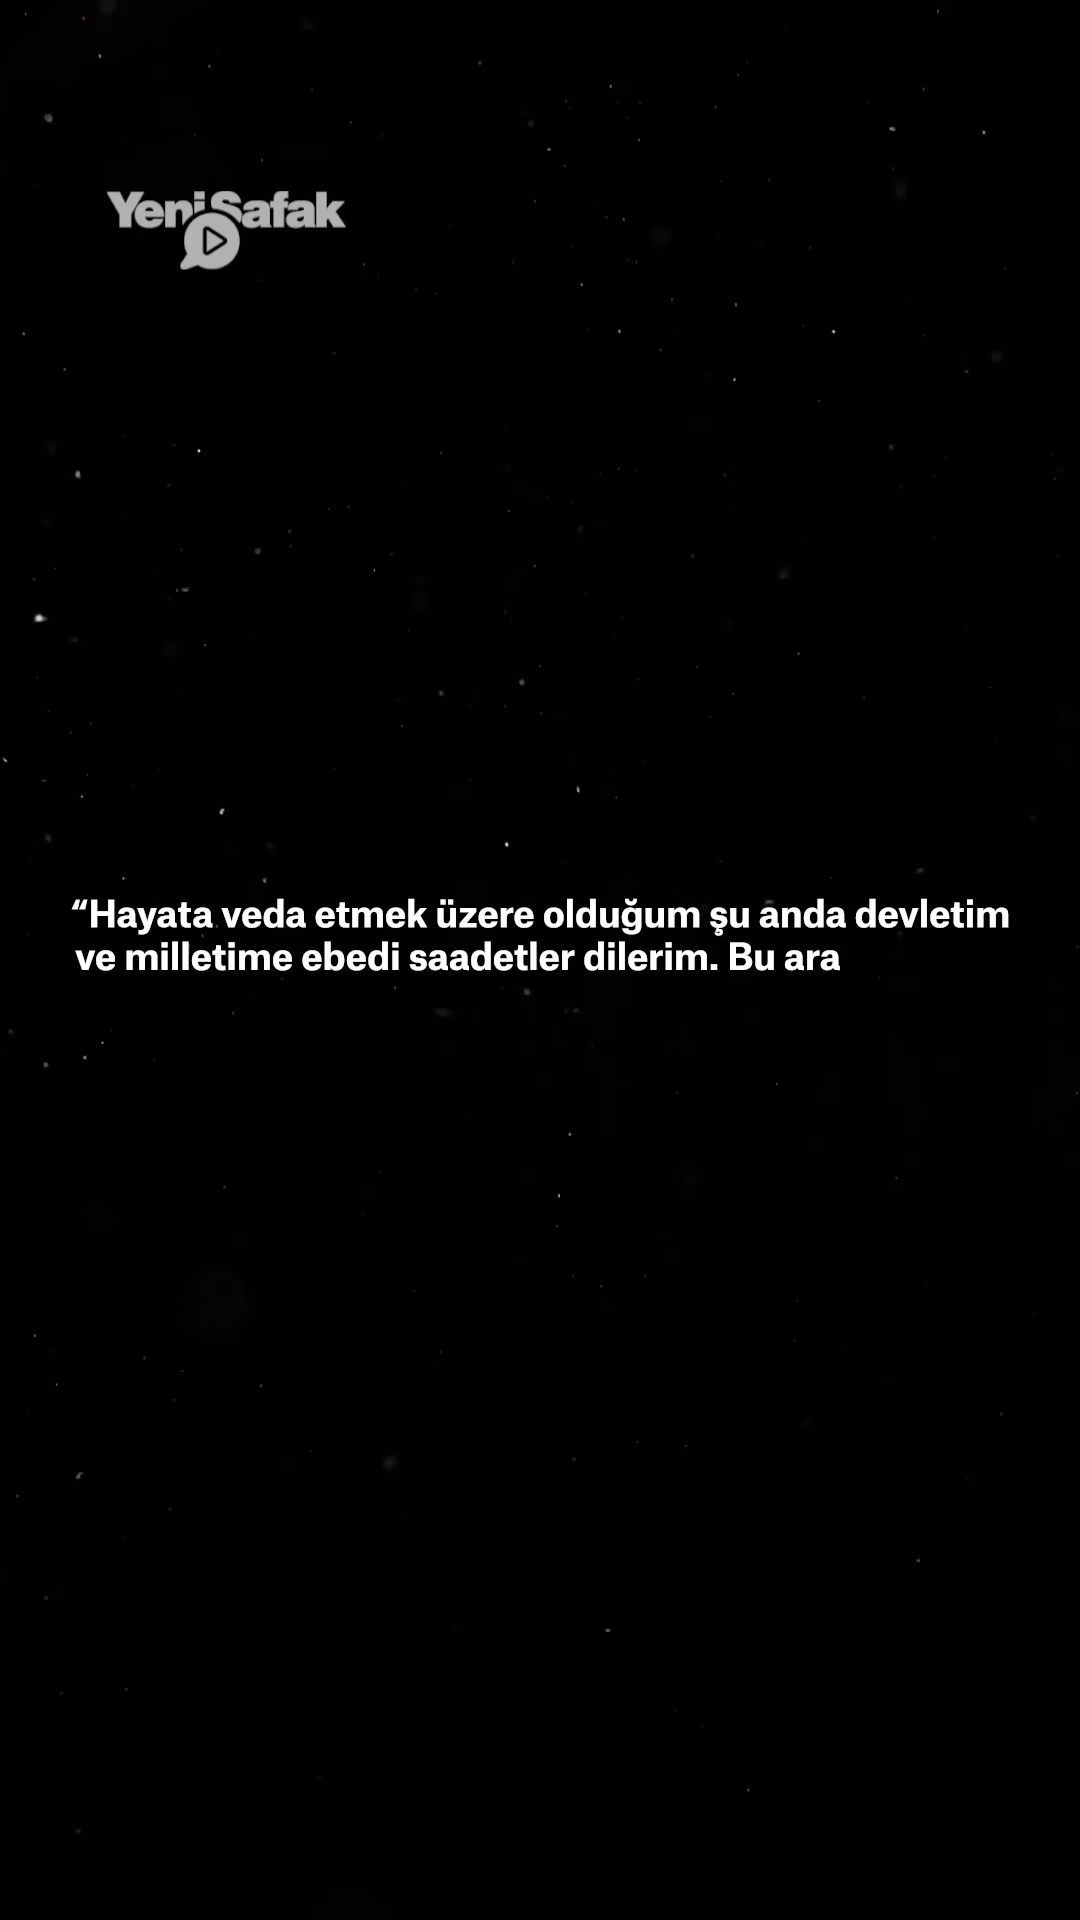 YeniSafak
“Hayata veda etmek üzere olduğum şu anda devletim
ve milletime ebedi saadetler dilerim. Bu ara